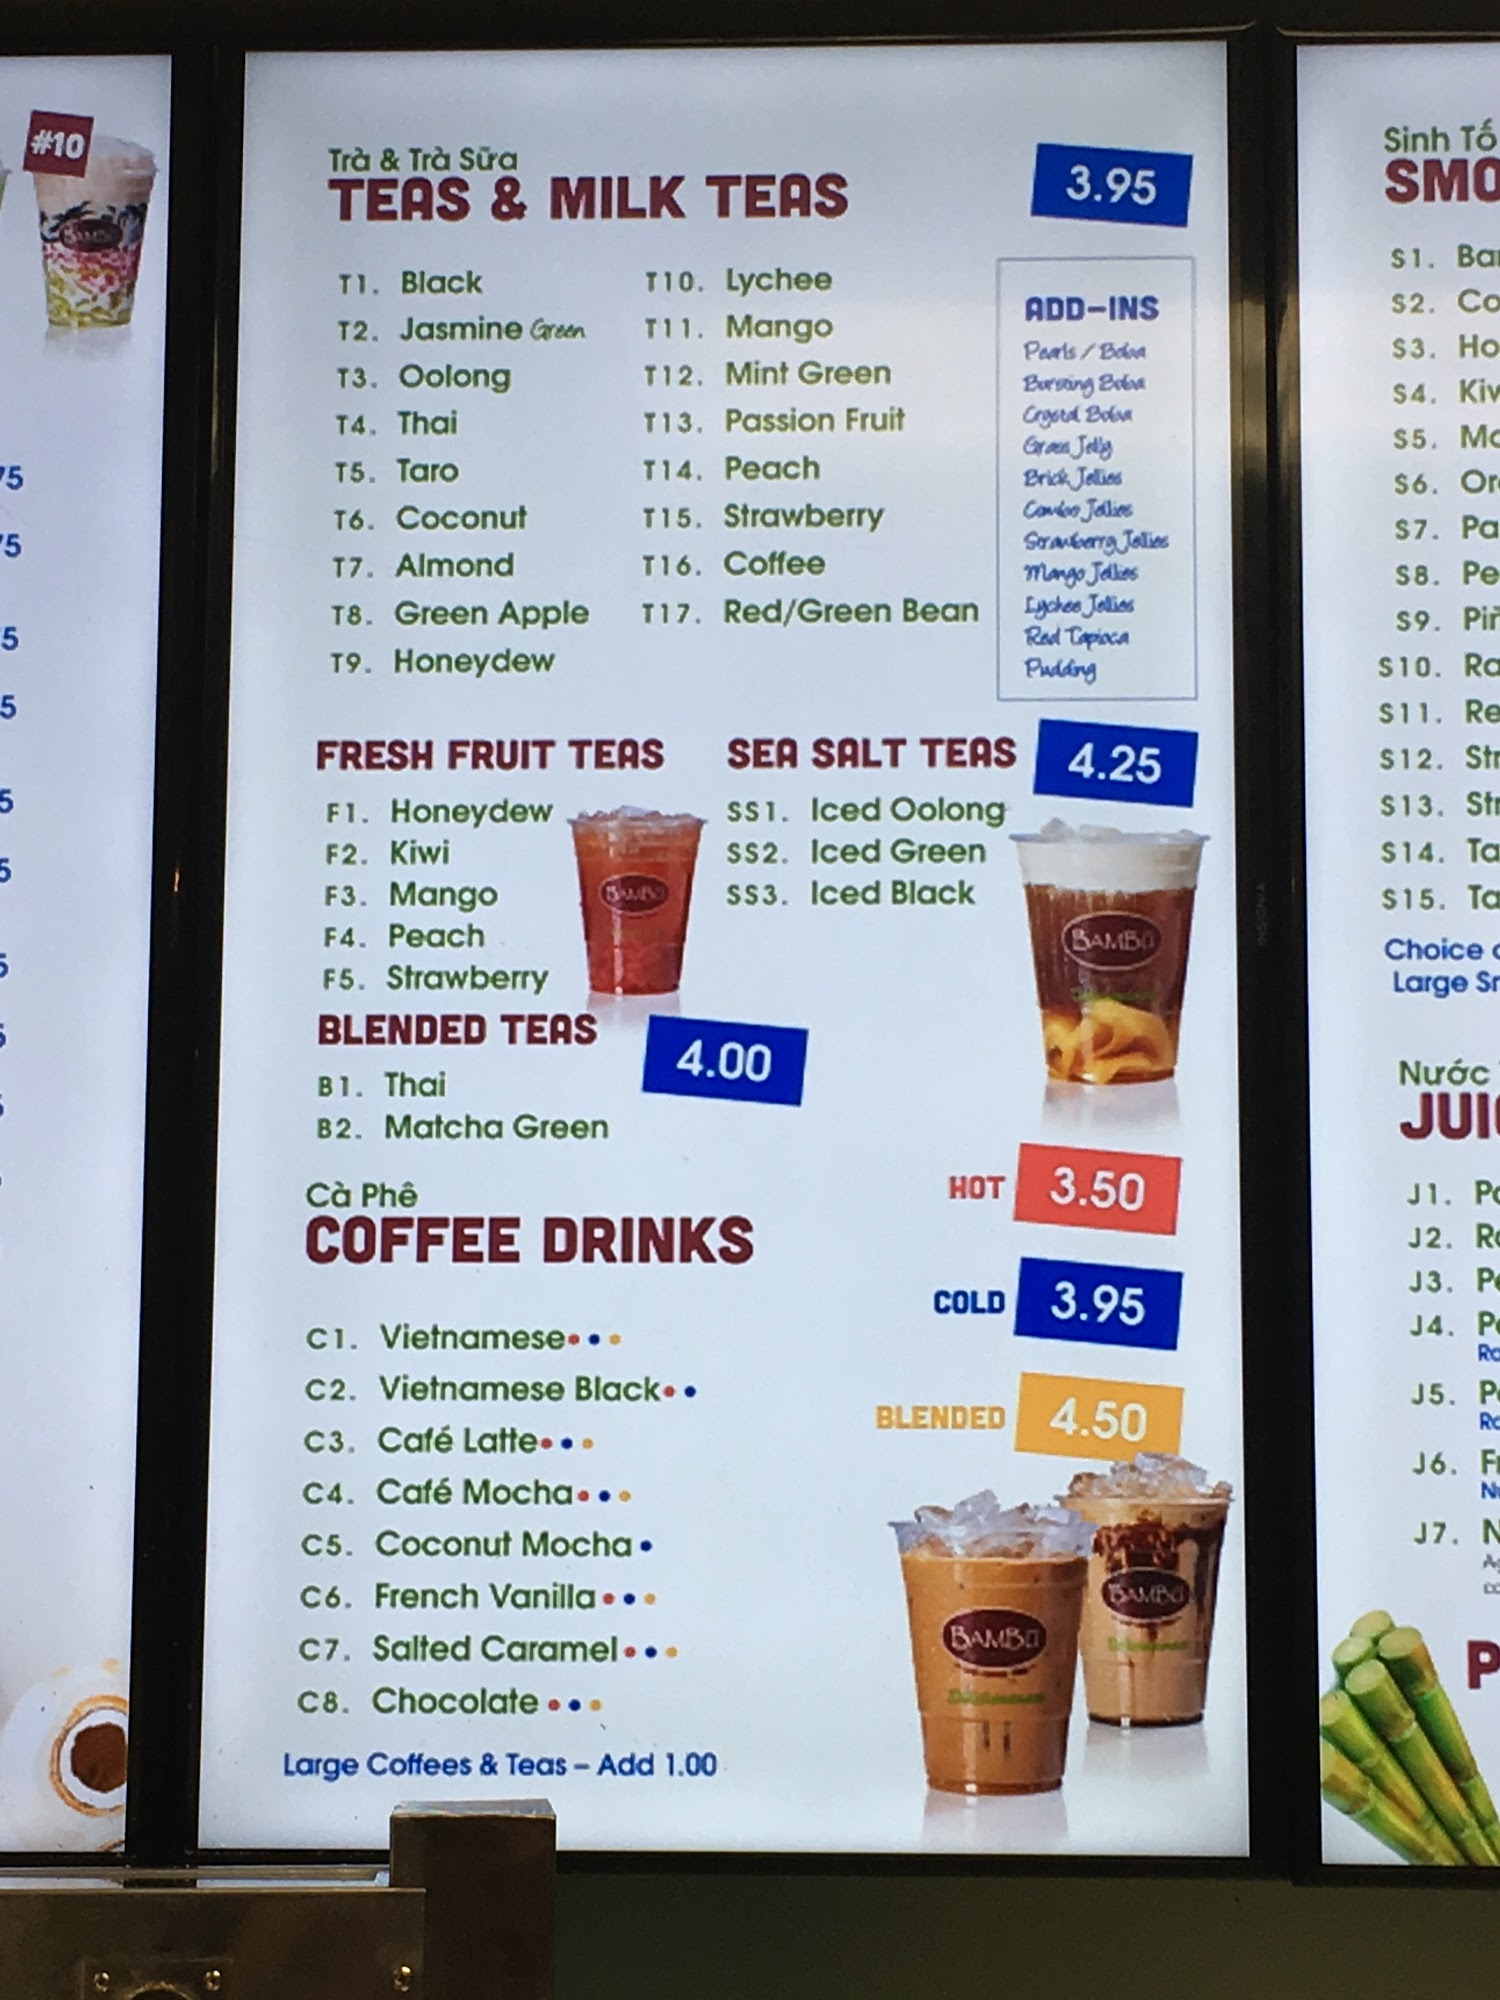 #10
Trà & Trà Sữa
TEAS & MILK TEAS
3.95
T1. Black
T2. Jasmine Green
T3. Oolong
T4. Thai
T5. Taro
T6. Coconut
T7. Almond
T8. Green Apple
T9. Honeydew
T10. Lychee
T11. Mango
T12. Mint Green
T13. Passion Fruit
T14. Peach
T15. Strawberry
T16. Coffee
T17. Red/Green Bean
ADD-INS
Pearls / Boba
Bursting Boba
Crystal Boba
Grass Jelly
Brick Jellies
Combo Jellies
Strawberry Jellies
Mango Jellies
Lychee Jellies
Red Tapioca
Pudding
FRESH FRUIT TEAS
F1. Honeydew
F2. Kiwi
F3. Mango
F4. Peach
F5. Strawberry
BAMBŪ
SEA SALT TEAS
4.25
SS1. Iced Oolong
SS2. Iced Green
SS3. Iced Black
BAMBŪ
BLENDED TEAS
4.00
B1. Thai
B2. Matcha Green
Cà Phê
COFFEE DRINKS
HOT 3.50
COLD 3.95
BLENDED 4.50
C1. Vietnamese
C2. Vietnamese Black
C3. Café Latte
C4. Café Mocha
C5. Coconut Mocha
C6. French Vanilla
C7. Salted Caramel
C8. Chocolate
BAMBŪ
BAMBŪ
Large Coffees & Teas – Add 1.00
Sinh Tố
S1.
S2.
S3.
S4.
S5.
S6.
S7.
S8.
S9.
S10.
S11.
S12.
S13.
S14.
S15.
Choice
Large
Nước
J1.
J2.
J3.
J4.
J5.
J6.
J7.